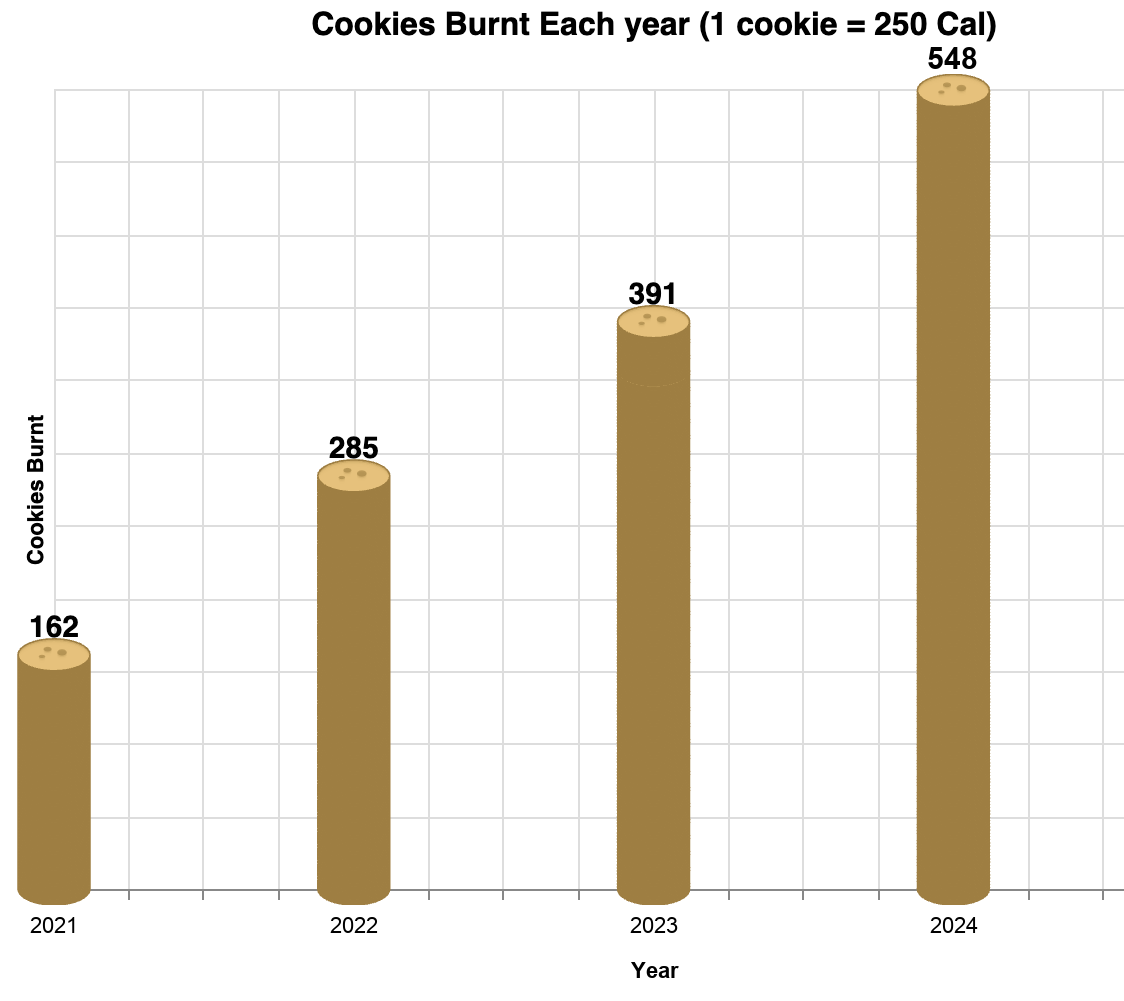 Cookies Burnt Each year (1 cookie = 250 Cal)
548
391
285
162
Cookies Burnt
2021
2022
2023
2024
Year